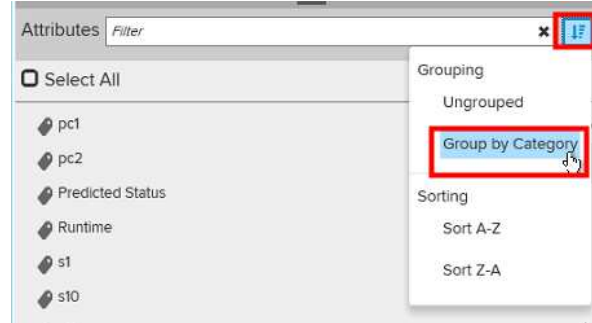 Attributes Filter
Select All
pc1
pc2
Predicted Status
Runtime
s1
s10
Grouping
Ungrouped
Group by Category
Sorting
Sort A-Z
Sort Z-A